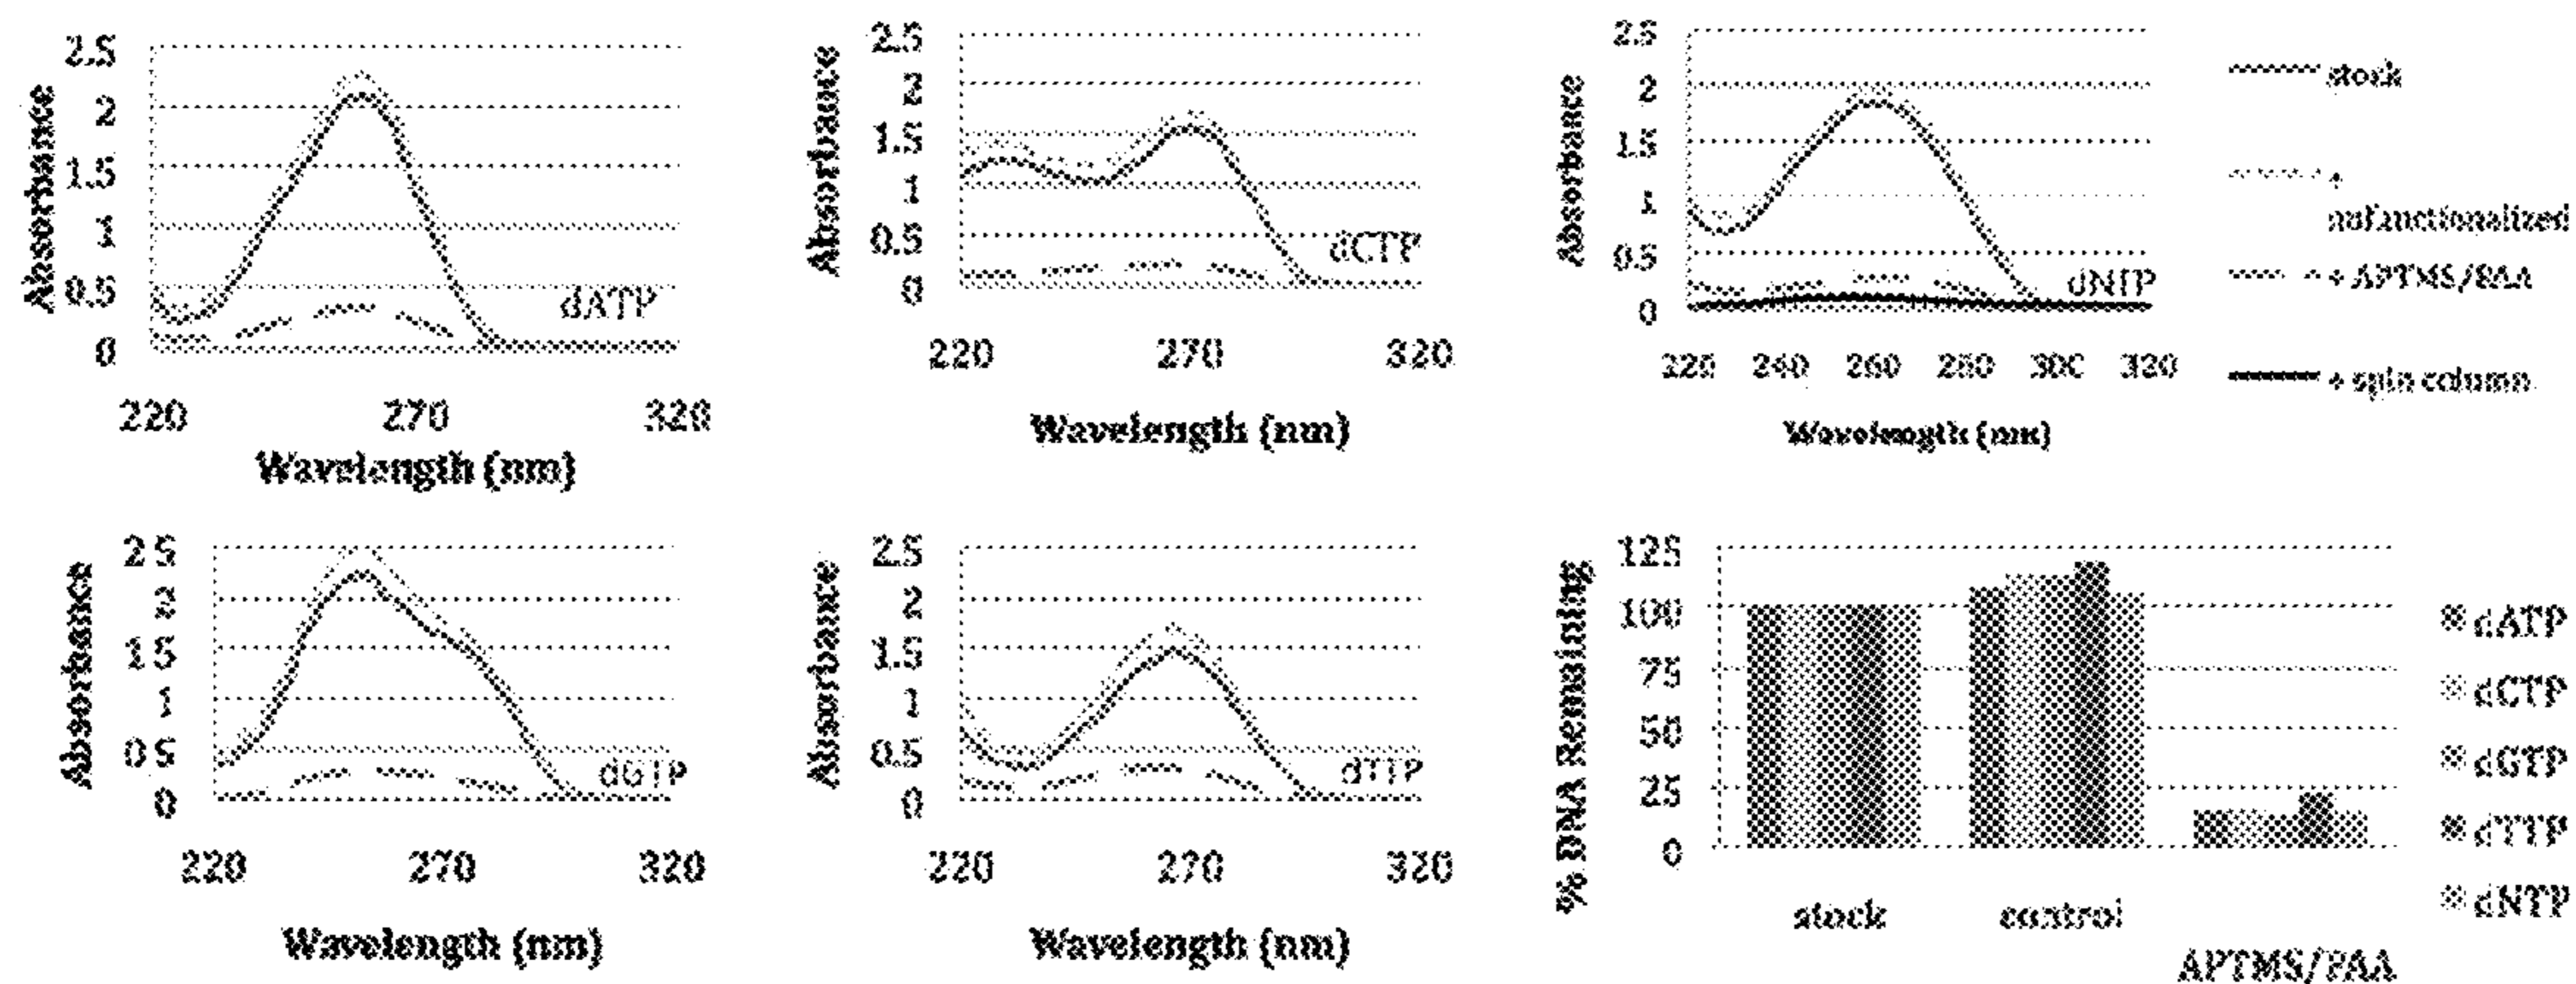 2.5
2
1.5
1
0.5
0
Absorbance
dATP
220 270 320
Wavelength (nm)
2.5
2
1.5
1
0.5
0
Absorbance
dCTP
220 270 320
Wavelength (nm)
2.5
2
1.5
1
0.5
0
Absorbance
dNTP
220 240 260 280 300 320
Wavelength (nm)
stock
+
nufunctionalized
+ APTMS/PAA
+ spin column
2 5
2
1 5
1
0 5
0
Absorbance
dGTP
220 270 320
Wavelength (nm)
2.5
2
1.5
1
0.5
0
Absorbance
dTTP
220 270 320
Wavelength (nm)
125
100
75
50
25
0
% DNA Remaining
stock control
APTMS/PAA
dATP
dCTP
dGTP
dTTP
dNTP